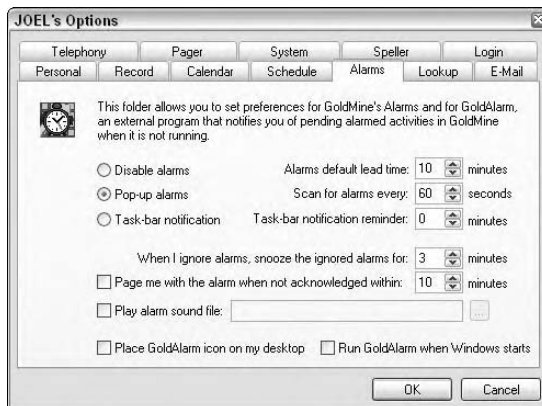 JOEL's Options
Telephony Pager System Speller Login
Personal Record Calendar Schedule Alarms Lookup E-Mail
This folder allows you to set preferences for GoldMine's Alarms and for GoldAlarm,
an external program that notifies you of pending alarmed activities in GoldMine
when it is not running.
Disable alarms Alarms default lead time: 10 minutes
Pop-up alarms Scan for alarms every: 60 seconds
Task-bar notification Task-bar notification reminder: 0 minutes
When I ignore alarms, snooze the ignored alarms for: 3 minutes
Page me with the alarm when not acknowledged within: 10 minutes
Play alarm sound file: ...
Place GoldAlarm icon on my desktop Run GoldAlarm when Windows starts
OK Cancel